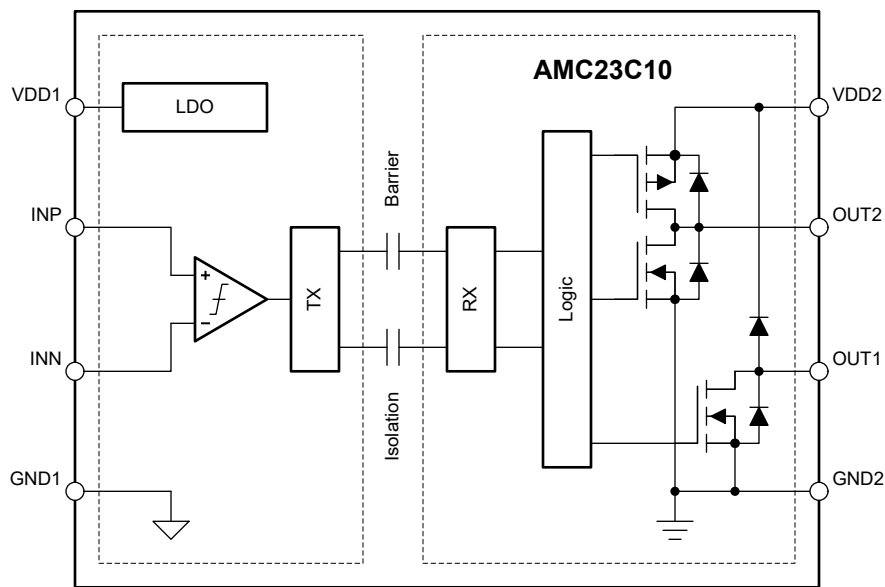 AMC23C10
VDD1
LDO
VDD2
INP
Barrier
OUT2
+
−
TX
RX
Logic
INN
Isolation
OUT1
GND1
GND2